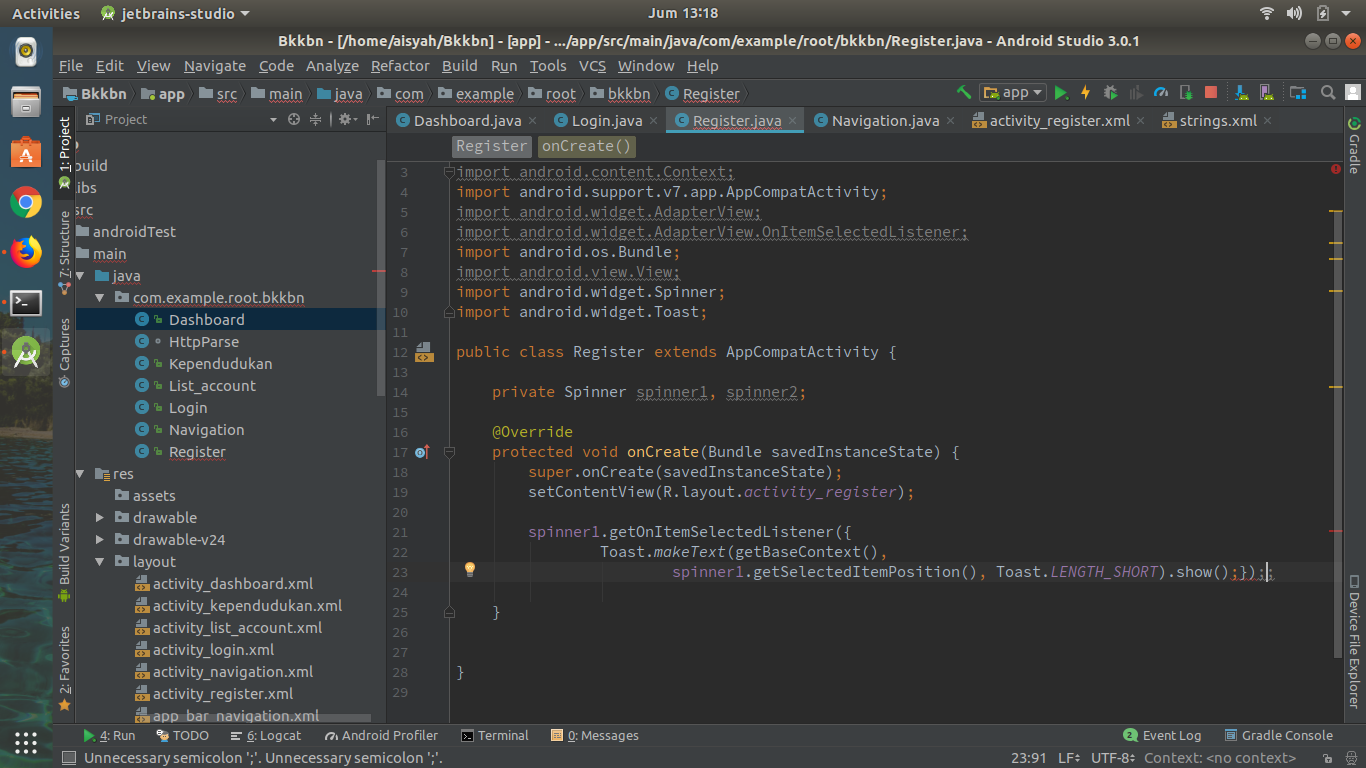 Activities jetbrains-studio Jum 13:18
Bkkbn - [/home/aisyah/Bkkbn] - [app] - .../app/src/main/java/com/example/root/bkkbn/Register.java - Android Studio 3.0.1
File Edit View Navigate Code Analyze Refactor Build Run Tools VCS Window Help
Bkkbn app src main java com example root bkkbn Register app
Project
Dashboard.java Login.java Register.java Navigation.java activity_register.xml strings.xml
Register onCreate()
1: Project
7: Structure
Captures
Build Variants
2: Favorites
build
libs
src
androidTest
main
java
com.example.root.bkkbn
Dashboard
HttpParse
Kependudukan
List_account
Login
Navigation
Register
res
assets
drawable
drawable-v24
layout
activity_dashboard.xml
activity_kependudukan.xml
activity_list_account.xml
activity_login.xml
activity_navigation.xml
activity_register.xml
app_bar_navigation.xml
3 import android.content.Context;
4 import android.support.v7.app.AppCompatActivity;
5 import android.widget.AdapterView;
6 import android.widget.AdapterView.OnItemSelectedListener;
7 import android.os.Bundle;
8 import android.view.View;
9 import android.widget.Spinner;
10 import android.widget.Toast;
11
12 public class Register extends AppCompatActivity {
13
14 private Spinner spinner1, spinner2;
15
16 @Override
17 protected void onCreate(Bundle savedInstanceState) {
18 super.onCreate(savedInstanceState);
19 setContentView(R.layout.activity_register);
20
21 spinner1.getOnItemSelectedListener({
22 Toast.makeText(getBaseContext(),
23 spinner1.getSelectedItemPosition(), Toast.LENGTH_SHORT).show();});;
24
25 }
26
27
28 }
29
Gradle
Device File Explorer
4: Run TODO 6: Logcat Android Profiler Terminal 0: Messages 2 Event Log Gradle Console
Unnecessary semicolon ';'. Unnecessary semicolon ';'. 23:91 LF UTF-8 Context: <no context>